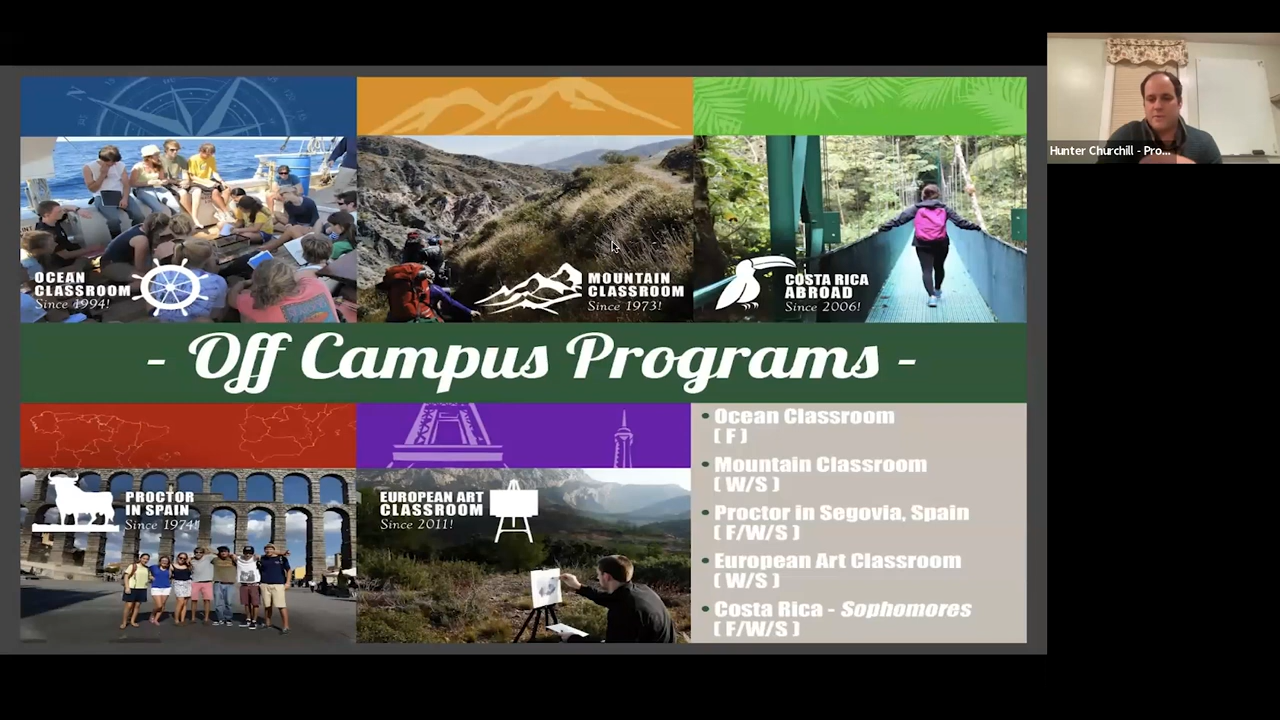 OCEAN
CLASSROOM
Since 1994!
MOUNTAIN
CLASSROOM
Since 1973!
COSTA RICA
ABROAD
Since 2006!
Hunter Churchill - Pro...
- Off Campus Programs -
PROCTOR
IN SPAIN
Since 1974!
EUROPEAN ART
CLASSROOM
Since 2011!
• Ocean Classroom
( F )
• Mountain Classroom
( W/S )
• Proctor in Segovia, Spain
( F/W/S )
• European Art Classroom
( W/S )
• Costa Rica - Sophomores
( F/W/S )